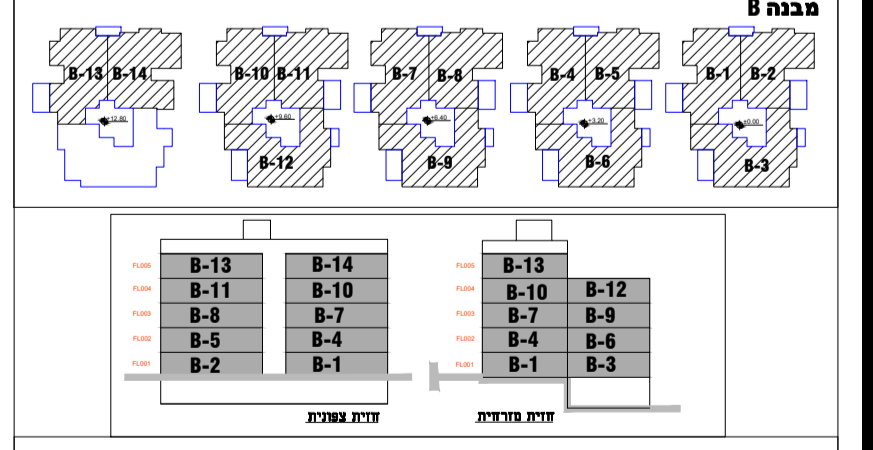 מבנה B
B-13 B-14 B-10 B-11 B-7 B-8 B-4 B-5 B-1 B-2
+12.80 +9.60 +6.40 +3.20 ±0.00
B-12 B-9 B-6 B-3
FL005 B-13 B-14 FL005 B-13
FL004 B-11 B-10 FL004 B-10 B-12
FL003 B-8 B-7 FL003 B-7 B-9
FL002 B-5 B-4 FL002 B-4 B-6
FL001 B-2 B-1 FL001 B-1 B-3
חזית צפונית חזית מזרחית